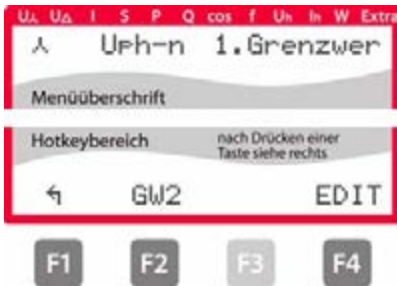 U⅄ U△ I S P Q cos f Uh Ih W Extra
⅄ UPh-n 1.Grenzwer
Menüüberschrift
Hotkeybereich
nach Drücken einer
Taste siehe rechts
↰ GW2 EDIT
F1 F2 F3 F4